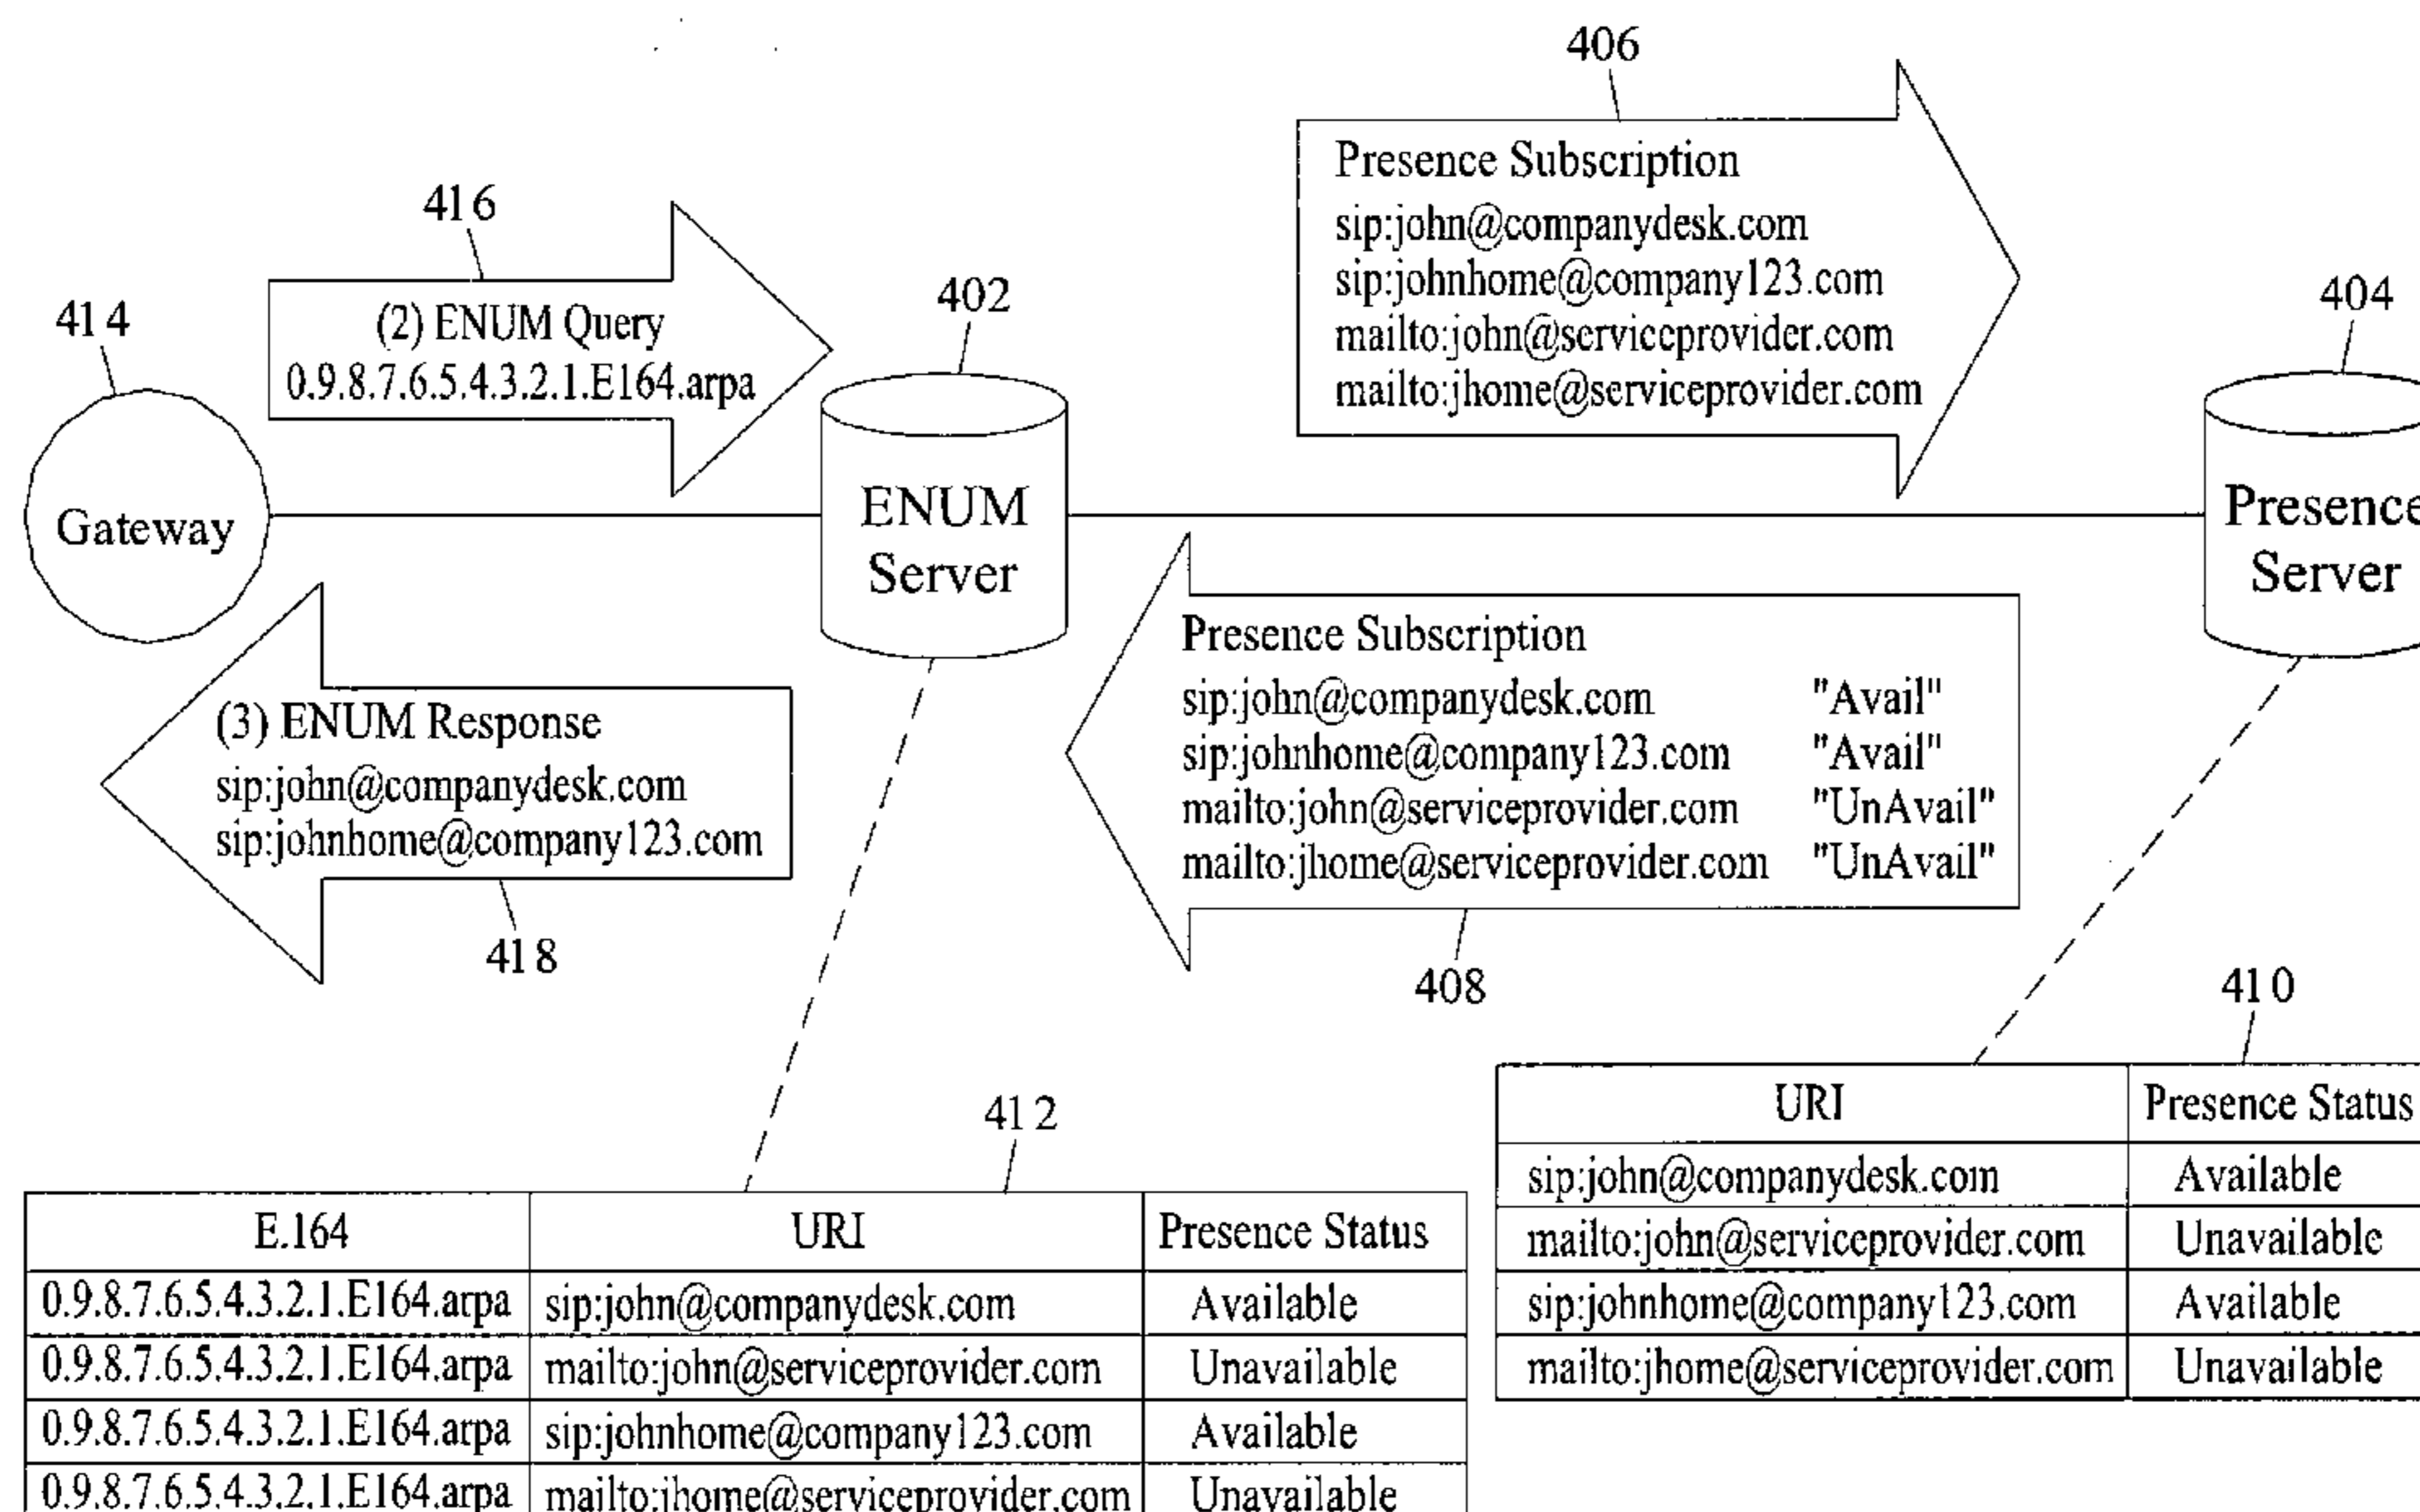 406
Presence Subscription
sip:john@companydesk.com
sip:johnhome@company123.com
mailto:john@serviceprovider.com
mailto:jhome@serviceprovider.com
416
(2) ENUM Query
0.9.8.7.6.5.4.3.2.1.E164.arpa
414
Gateway
402
ENUM
Server
404
Presence
Server
Presence Subscription
sip:john@companydesk.com "Avail"
sip:johnhome@company123.com "Avail"
mailto:john@serviceprovider.com "UnAvail"
mailto:jhome@serviceprovider.com "UnAvail"
408
(3) ENUM Response
sip:john@companydesk.com
sip:johnhome@company123.com
418
410
URI Presence Status
sip:john@companydesk.com Available
mailto:john@serviceprovider.com Unavailable
sip:johnhome@company123.com Available
mailto:jhome@serviceprovider.com Unavailable
412
E.164 URI Presence Status
0.9.8.7.6.5.4.3.2.1.E164.arpa sip:john@companydesk.com Available
0.9.8.7.6.5.4.3.2.1.E164.arpa mailto:john@serviceprovider.com Unavailable
0.9.8.7.6.5.4.3.2.1.E164.arpa sip:johnhome@company123.com Available
0.9.8.7.6.5.4.3.2.1.E164.arpa mailto:jhome@serviceprovider.com Unavailable